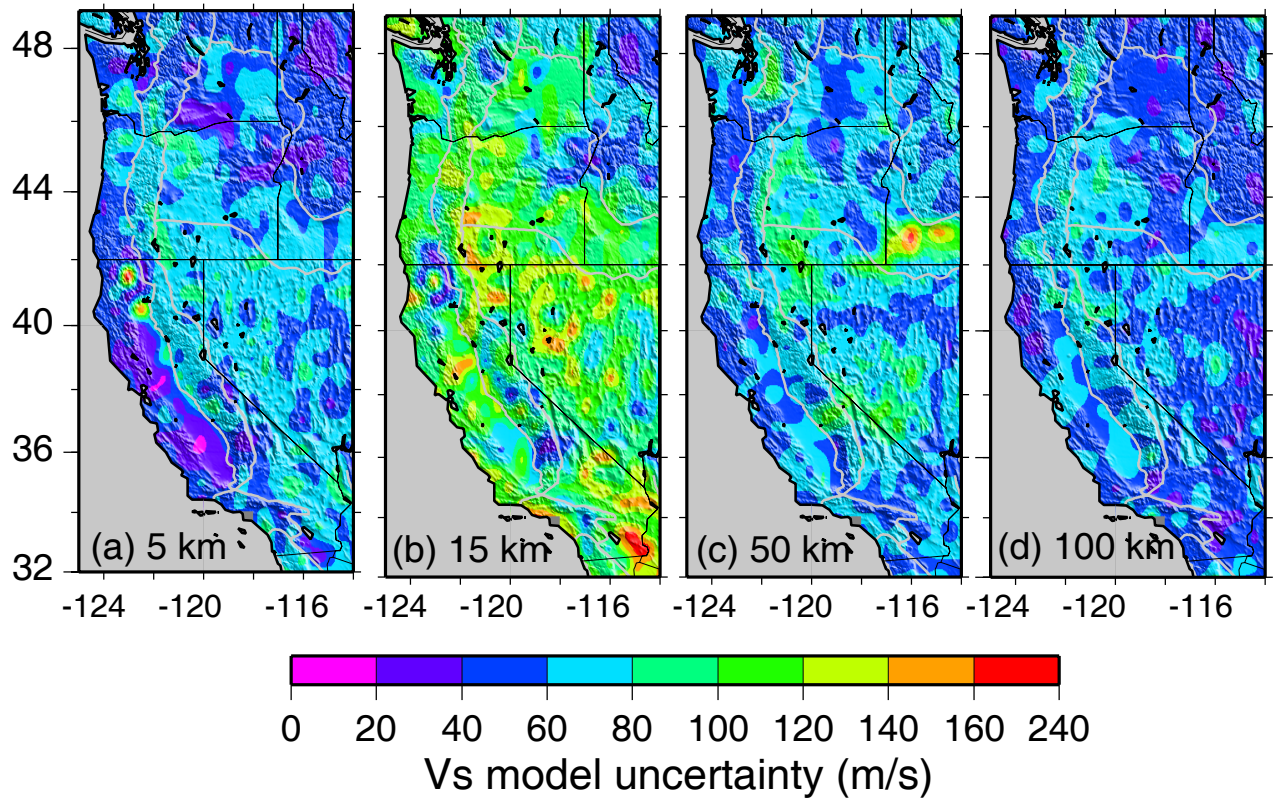 48
44
40
36
32
(a) 5 km
(b) 15 km
(c) 50 km
(d) 100 km
-124 -120 -116 -124 -120 -116 -124 -120 -116 -124 -120 -116
0 20 40 60 80 100 120 140 160 240
Vs model uncertainty (m/s)